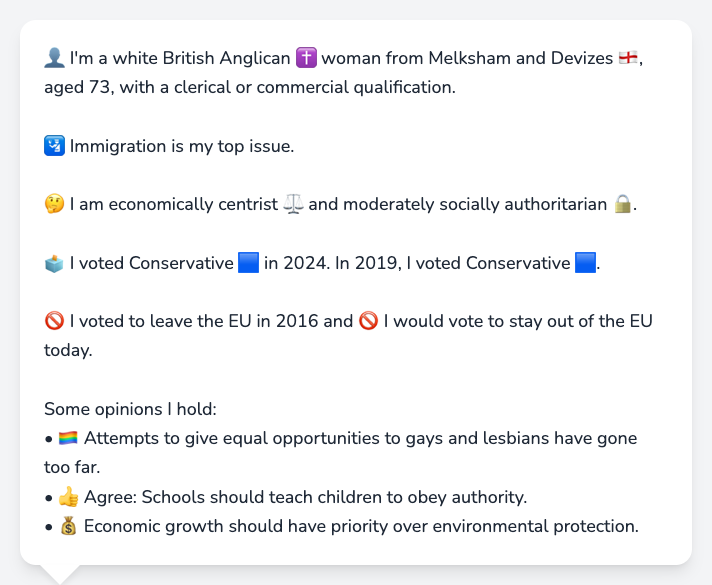 👤 I'm a white British Anglican ✝️ woman from Melksham and Devizes 🏴󠁧󠁢󠁥󠁮󠁧󠁿,
aged 73, with a clerical or commercial qualification.
🛂 Immigration is my top issue.
🤔 I am economically centrist ⚖️ and moderately socially authoritarian 🔒.
🗳️ I voted Conservative 🟦 in 2024. In 2019, I voted Conservative 🟦.
🚫 I voted to leave the EU in 2016 and 🚫 I would vote to stay out of the EU
today.
Some opinions I hold:
• 🏳️‍🌈 Attempts to give equal opportunities to gays and lesbians have gone
too far.
• 👍 Agree: Schools should teach children to obey authority.
• 💰 Economic growth should have priority over environmental protection.